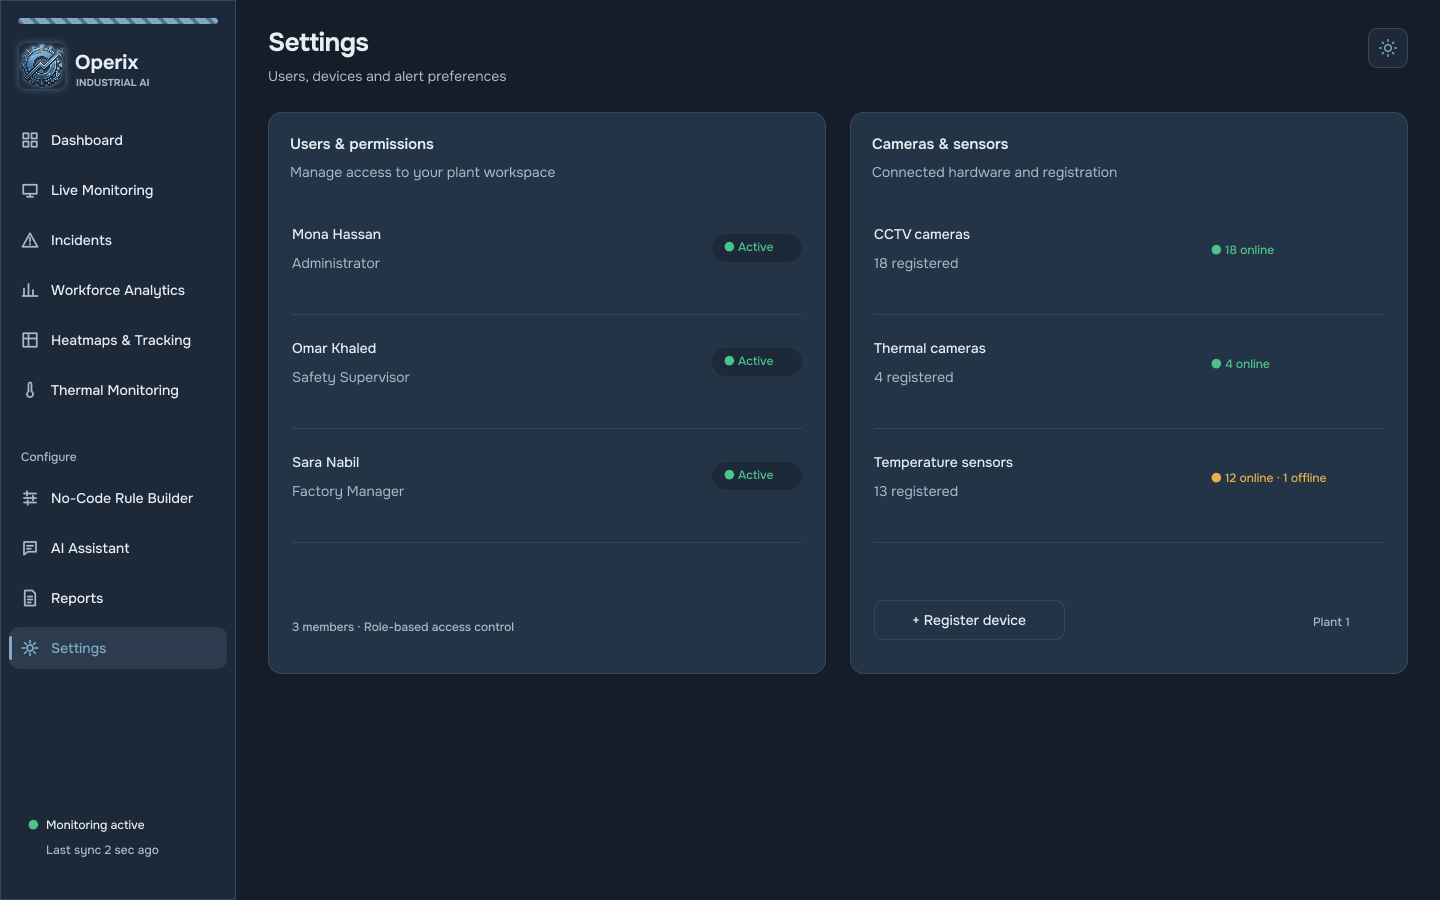 Operix
INDUSTRIAL AI
Dashboard
Live Monitoring
Incidents
Workforce Analytics
Heatmaps & Tracking
Thermal Monitoring
Configure
No-Code Rule Builder
AI Assistant
Reports
Settings
Monitoring active
Last sync 2 sec ago
Settings
Users, devices and alert preferences
Users & permissions
Manage access to your plant workspace
Mona Hassan
Administrator
Active
Omar Khaled
Safety Supervisor
Active
Sara Nabil
Factory Manager
Active
3 members · Role-based access control
Cameras & sensors
Connected hardware and registration
CCTV cameras
18 registered
18 online
Thermal cameras
4 registered
4 online
Temperature sensors
13 registered
12 online · 1 offline
+ Register device
Plant 1